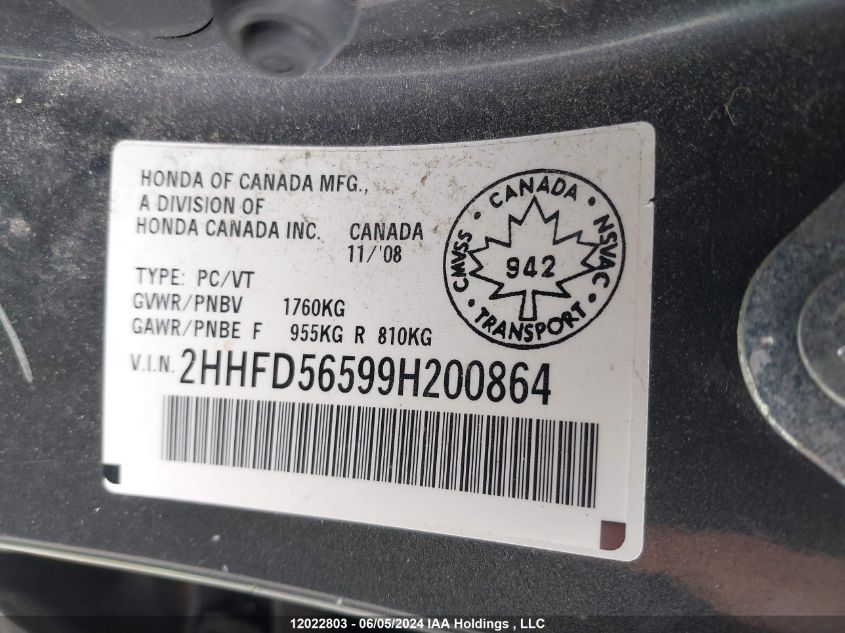 HONDA OF CANADA MFG.,
A DIVISION OF
HONDA CANADA INC. CANADA
11/'08
TYPE: PC/VT
GVWR/PNBV 1760KG
GAWR/PNBE F 955KG R 810KG
V.I.N. 2HHFD56599H200864
• CANADA •
CMVSS
NSVAC
942
• TRANSPORT •
12022803 - 06/05/2024 IAA Holdings , LLC